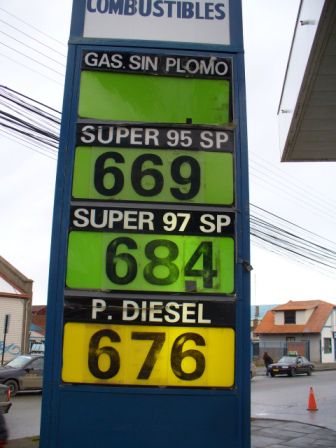 COMBUSTIBLES
GAS. SIN PLOMO
SUPER 95 SP
669
SUPER 97 SP
684
P. DIESEL
676